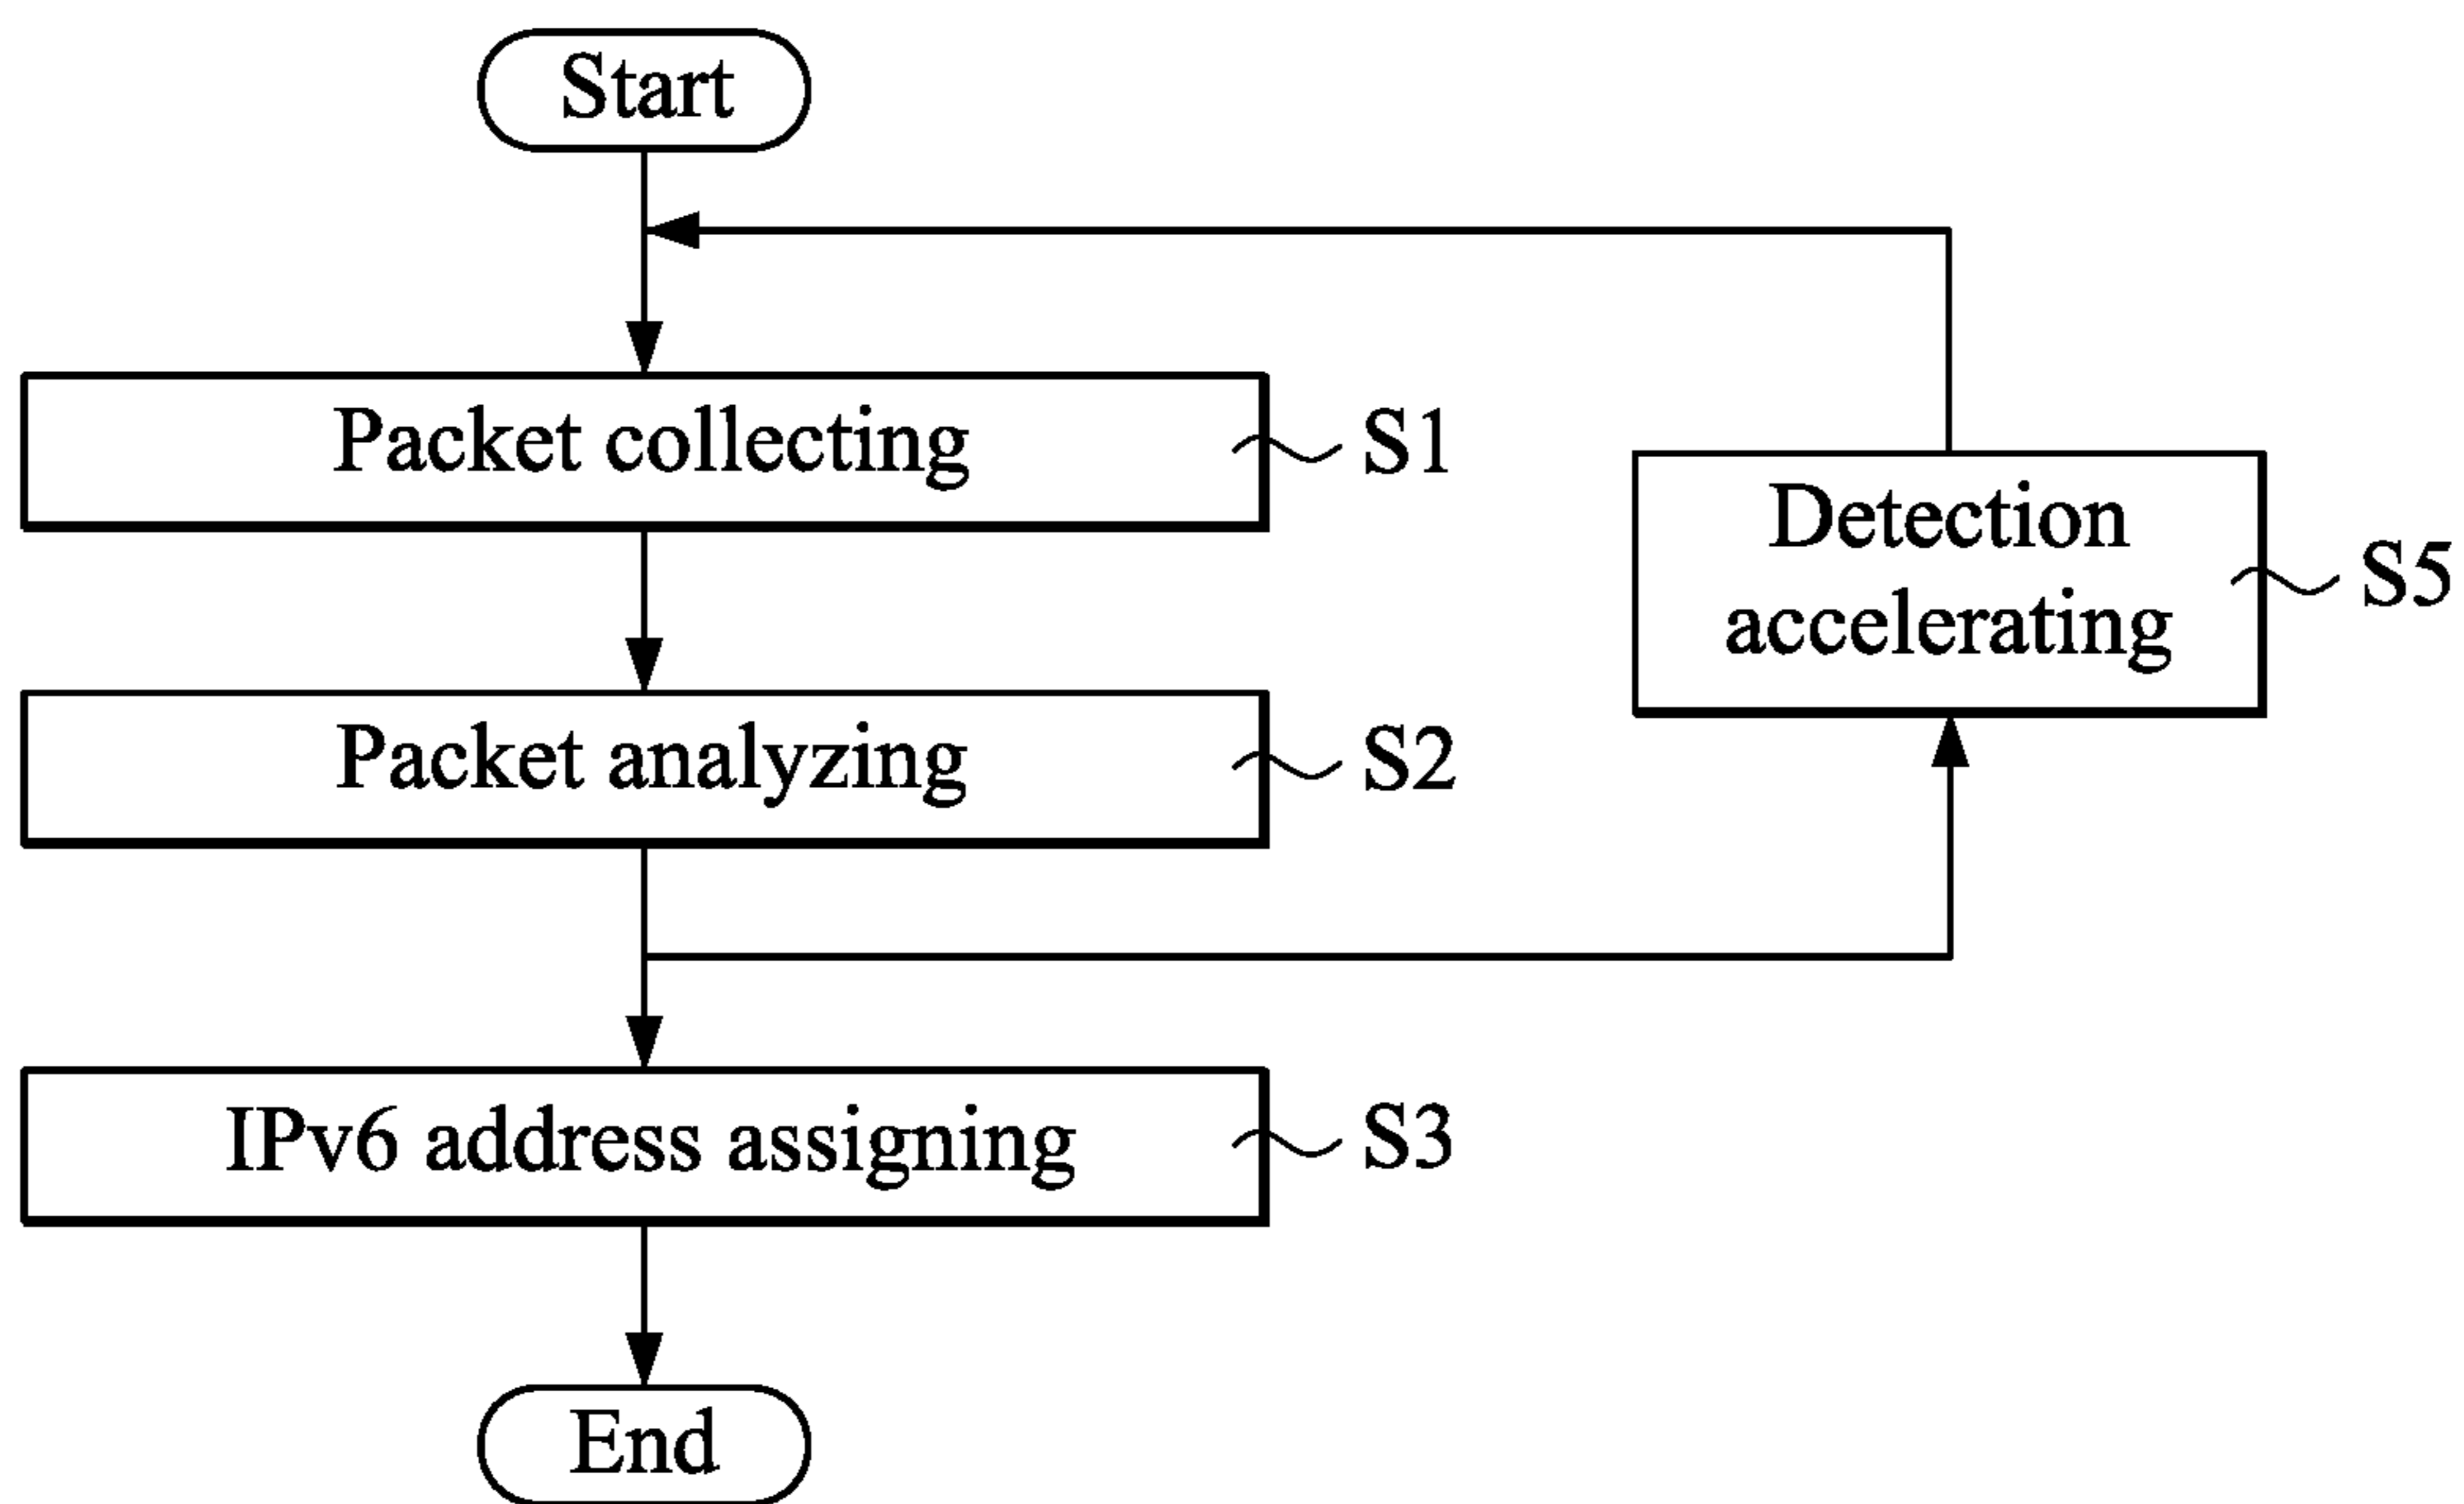 Start
Packet collecting
S1
Detection
accelerating
S5
Packet analyzing
S2
IPv6 address assigning
S3
End